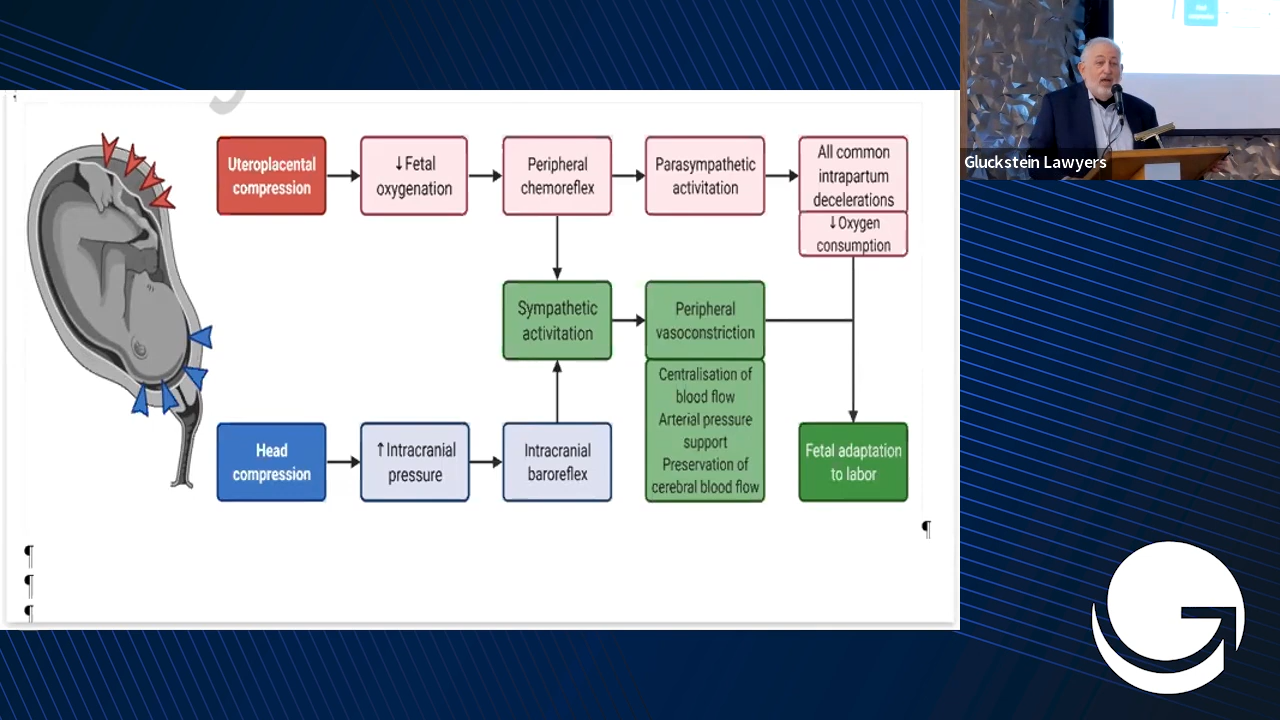 Uteroplacental
compression
↓Fetal
oxygenation
Peripheral
chemoreflex
Parasympathetic
activitation
All common
intrapartum
decelerations
↓Oxygen
consumption
Sympathetic
activitation
Peripheral
vasoconstriction
Centralisation of
blood flow
Arterial pressure
support
Preservation of
cerebral blood flow
Head
compression
↑Intracranial
pressure
Intracranial
baroreflex
Fetal adaptation
to labor
¶
¶
¶
¶
Gluckstein Lawyers
G